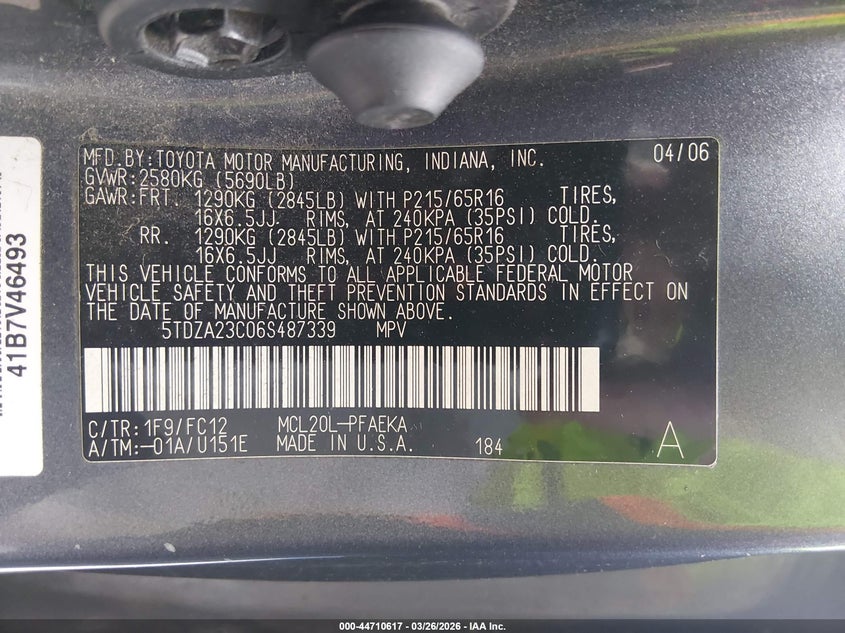 MFD.BY:TOYOTA MOTOR MANUFACTURING, INDIANA, INC. 04/06
GVWR:2580KG (5690LB)
GAWR:FRT. 1290KG (2845LB) WITH P215/65R16 TIRES,
16X6.5JJ RIMS, AT 240KPA (35PSI) COLD.
RR. 1290KG (2845LB) WITH P215/65R16 TIRES,
16X6.5JJ RIMS, AT 240KPA (35PSI) COLD.
THIS VEHICLE CONFORMS TO ALL APPLICABLE FEDERAL MOTOR
VEHICLE SAFETY AND THEFT PREVENTION STANDARDS IN EFFECT ON
THE DATE OF MANUFACTURE SHOWN ABOVE.
5TDZA23C06S487339 MPV
C/TR:1F9/FC12 MCL20L-PFAEKA
A/TM:-01A/U151E MADE IN U.S.A. 184 A
41B7V46493
000-44710617 - 03/26/2026 - IAA Inc.